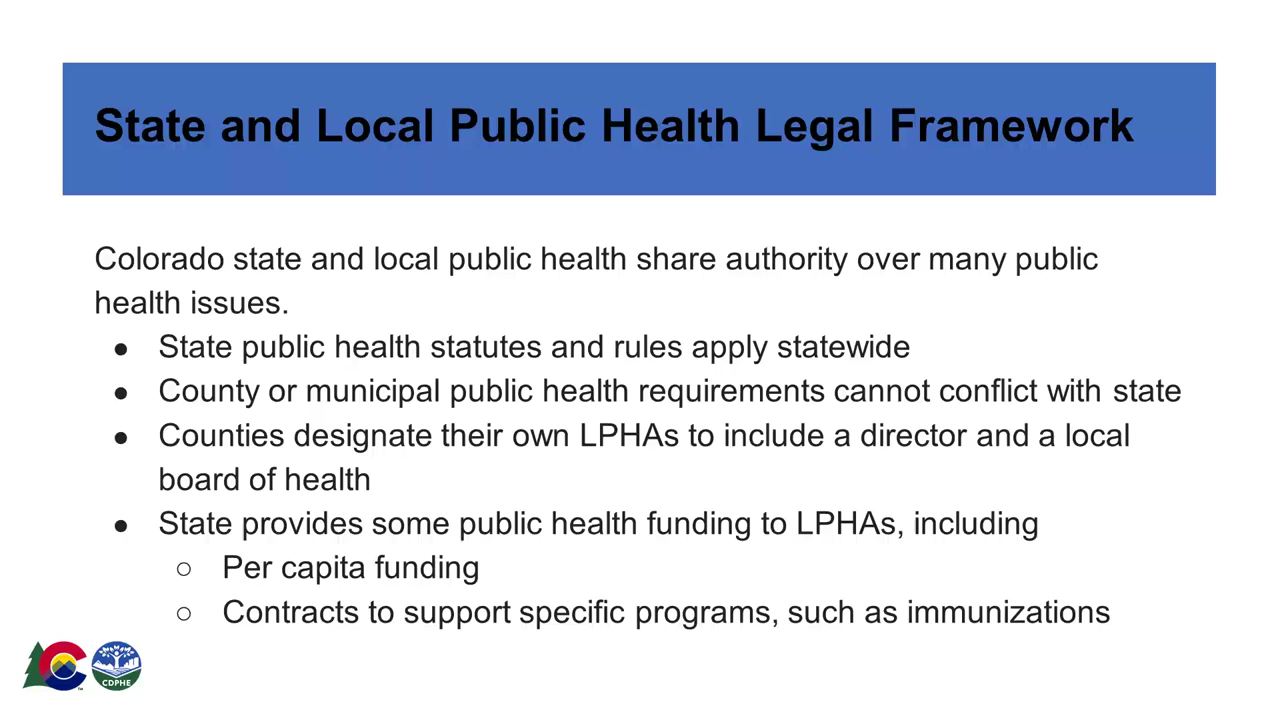 State and Local Public Health Legal Framework
Colorado state and local public health share authority over many public
health issues.
● State public health statutes and rules apply statewide
● County or municipal public health requirements cannot conflict with state
● Counties designate their own LPHAs to include a director and a local
board of health
● State provides some public health funding to LPHAs, including
○ Per capita funding
○ Contracts to support specific programs, such as immunizations
CDPHE